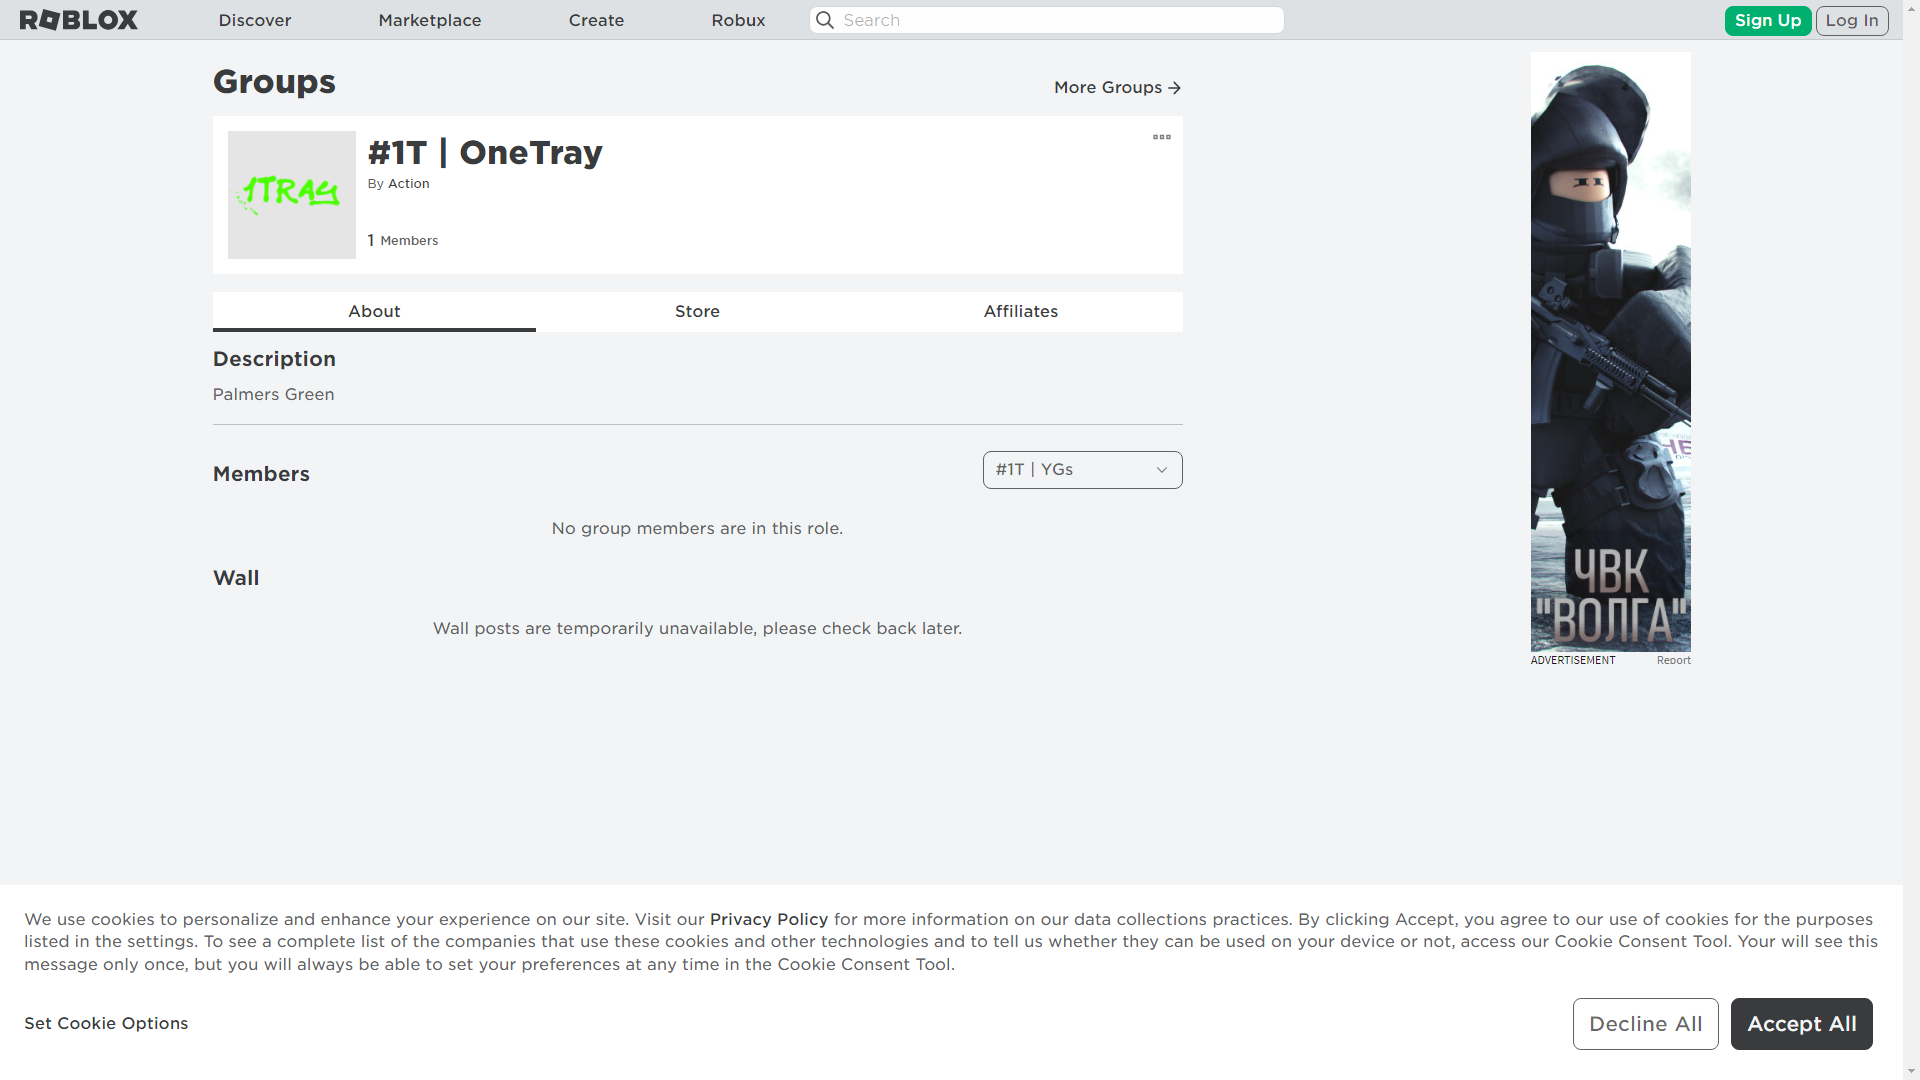 ROBLOX
Discover
Marketplace
Create
Robux
Search
Sign Up
Log In
Groups
More Groups
1TRAY
#1T | OneTray
By Action
1 Members
About
Store
Affiliates
Description
Palmers Green
Members
#1T | YGs
No group members are in this role.
Wall
Wall posts are temporarily unavailable, please check back later.
ЧВК
"ВОЛГА"
ADVERTISEMENT
Report
We use cookies to personalize and enhance your experience on our site. Visit our Privacy Policy for more information on our data collections practices. By clicking Accept, you agree to our use of cookies for the purposes
listed in the settings. To see a complete list of the companies that use these cookies and other technologies and to tell us whether they can be used on your device or not, access our Cookie Consent Tool. Your will see this
message only once, but you will always be able to set your preferences at any time in the Cookie Consent Tool.
Set Cookie Options
Decline All
Accept All